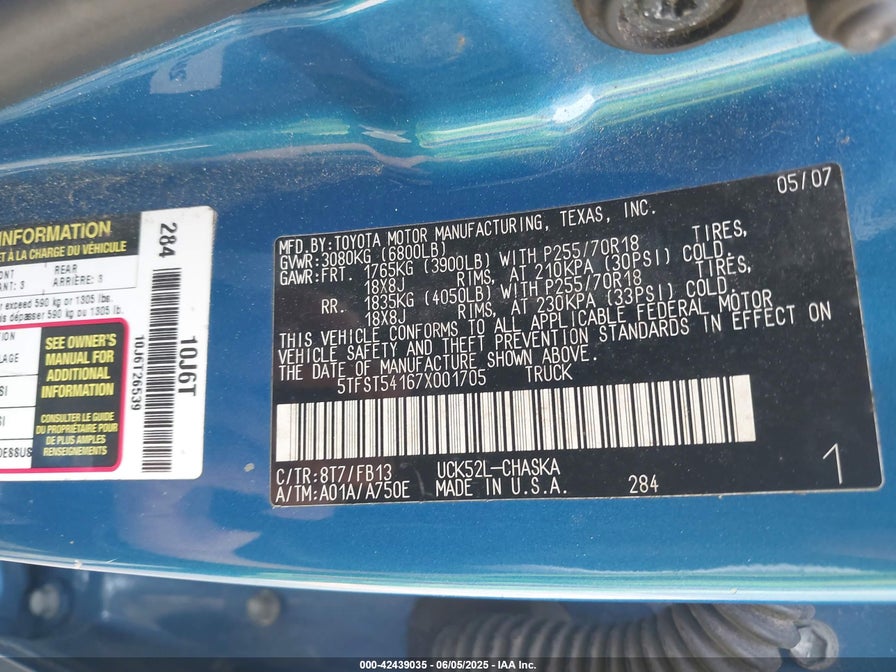 INFORMATION
ET À LA CHARGE DU VÉHICULE
REAR
ARRIÈRE: 3
exceed 590 kg or 1305 lbs.
dépasser 590 kg ou 1305 lb.
SEE OWNER'S
MANUAL FOR
ADDITIONAL
INFORMATION
CONSULTER LE GUIDE
DU PROPRIÉTAIRE POUR
DE PLUS AMPLES
RENSEIGNEMENTS
284
10J6T26539
10J6T
05/07
MFD.BY:TOYOTA MOTOR MANUFACTURING, TEXAS, INC.
GVWR:3080KG (6800LB)
GAWR:FRT. 1765KG (3900LB) WITH P255/70R18 TIRES,
18X8J RIMS, AT 210KPA (30PSI) COLD.
RR. 1835KG (4050LB) WITH P255/70R18 TIRES,
18X8J RIMS, AT 230KPA (33PSI) COLD.
THIS VEHICLE CONFORMS TO ALL APPLICABLE FEDERAL MOTOR
VEHICLE SAFETY AND THEFT PREVENTION STANDARDS IN EFFECT ON
THE DATE OF MANUFACTURE SHOWN ABOVE.
5TFST54167X001705 TRUCK
C/TR:8T7/FB13 UCK52L-CHASKA
A/TM:A01A/A750E MADE IN U.S.A. 284
1
000-42439035 - 06/05/2025 - IAA Inc.